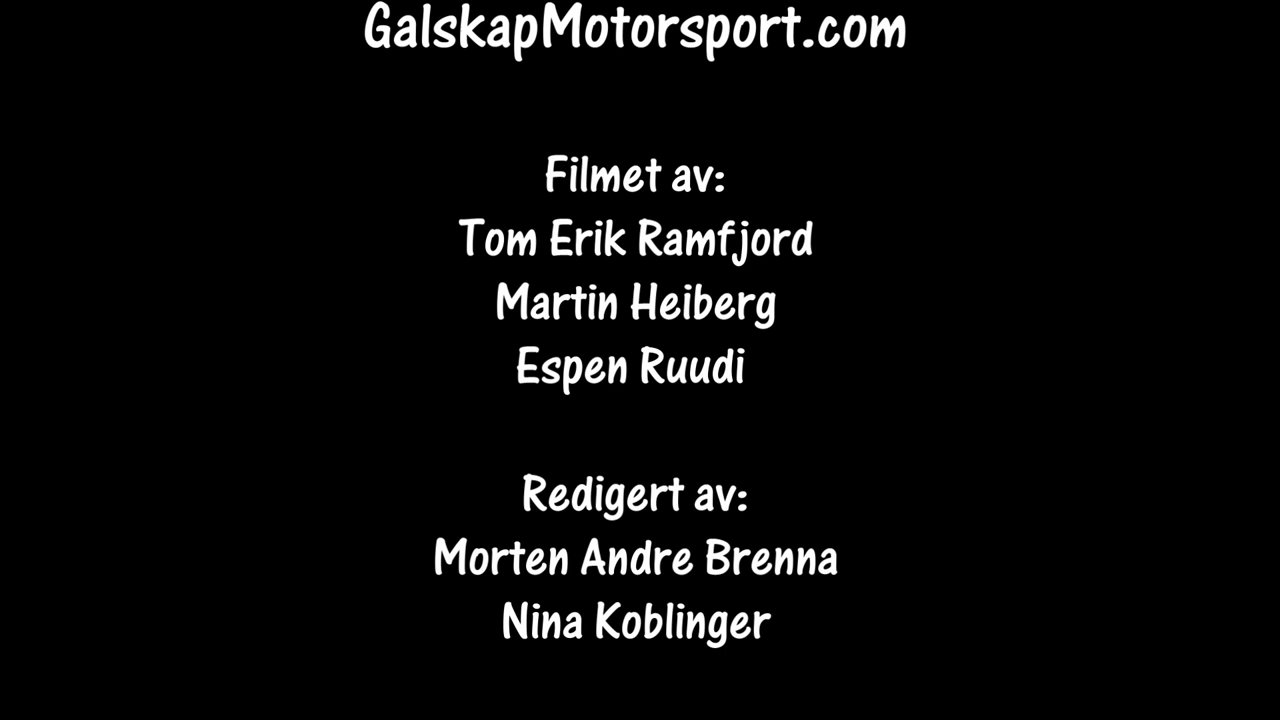 GalskapMotorsport.com
Filmet av:
Tom Erik Ramfjord
Martin Heiberg
Espen Ruudi
Redigert av:
Morten Andre Brenna
Nina Koblinger